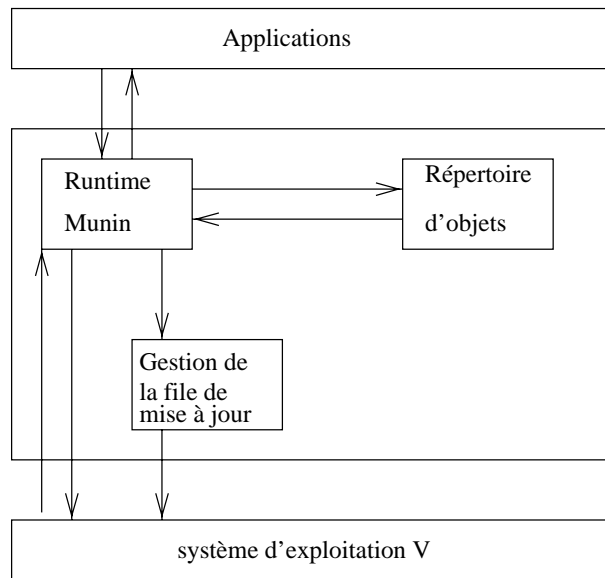 Applications
Runtime
Munin
Répertoire
d'objets
Gestion de
la file de
mise à jour
système d'exploitation V